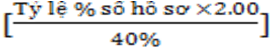 [Tỷ lệ % số hồ sơ ×2.00
40%]